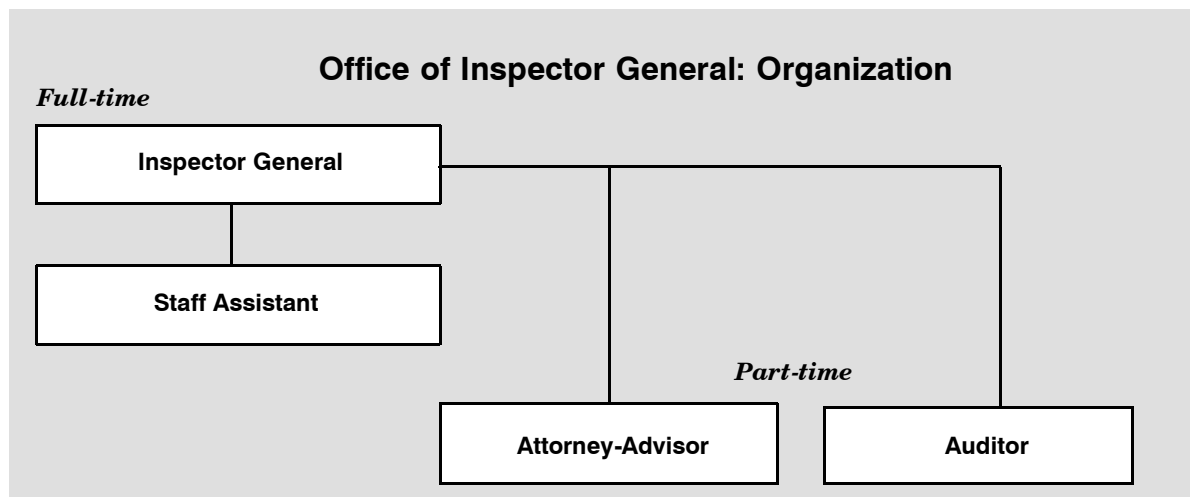 Office of Inspector General: Organization
Full-time
Inspector General
Staff Assistant
Part-time
Attorney-Advisor
Auditor